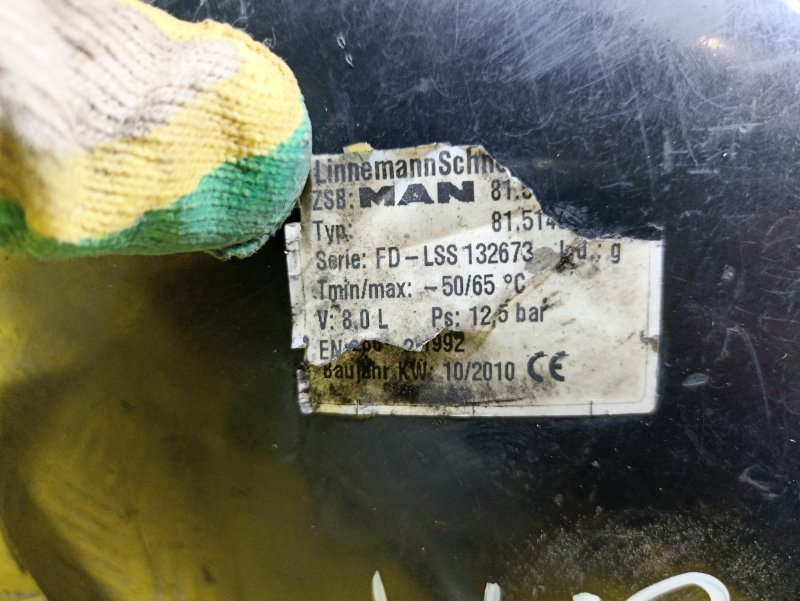 LinnemannSchn
ZSB: MAN 81.
Typ: 81.514
Serie: FD-LSS 132673 g
Tmin/max: -50/65 °C
V: 8,0 L Ps: 12,5 bar
EN 1992
Baujahr KW: 10/2010 CE